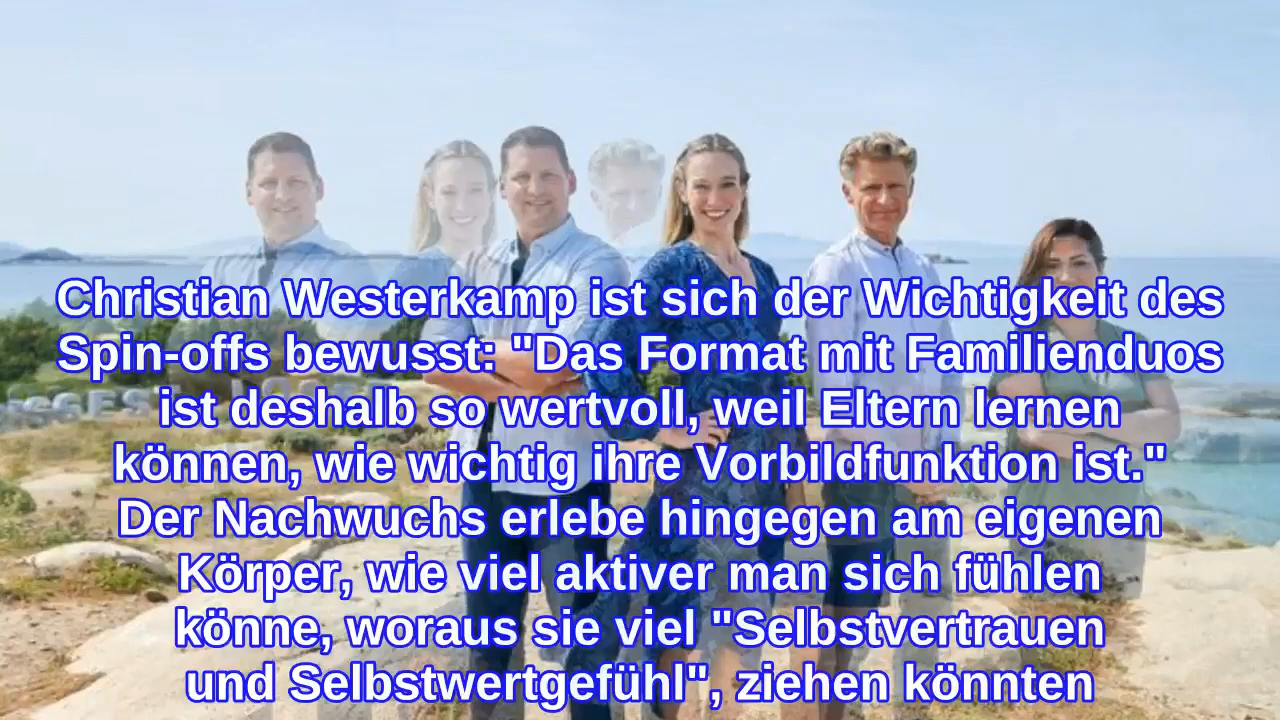 Christian Westerkamp ist sich der Wichtigkeit des
Spin-offs bewusst: "Das Format mit Familienduos
ist deshalb so wertvoll, weil Eltern lernen
können, wie wichtig ihre Vorbildfunktion ist."
Der Nachwuchs erlebe hingegen am eigenen
Körper, wie viel aktiver man sich fühlen
könne, woraus sie viel "Selbstvertrauen
und Selbstwertgefühl", ziehen könnten